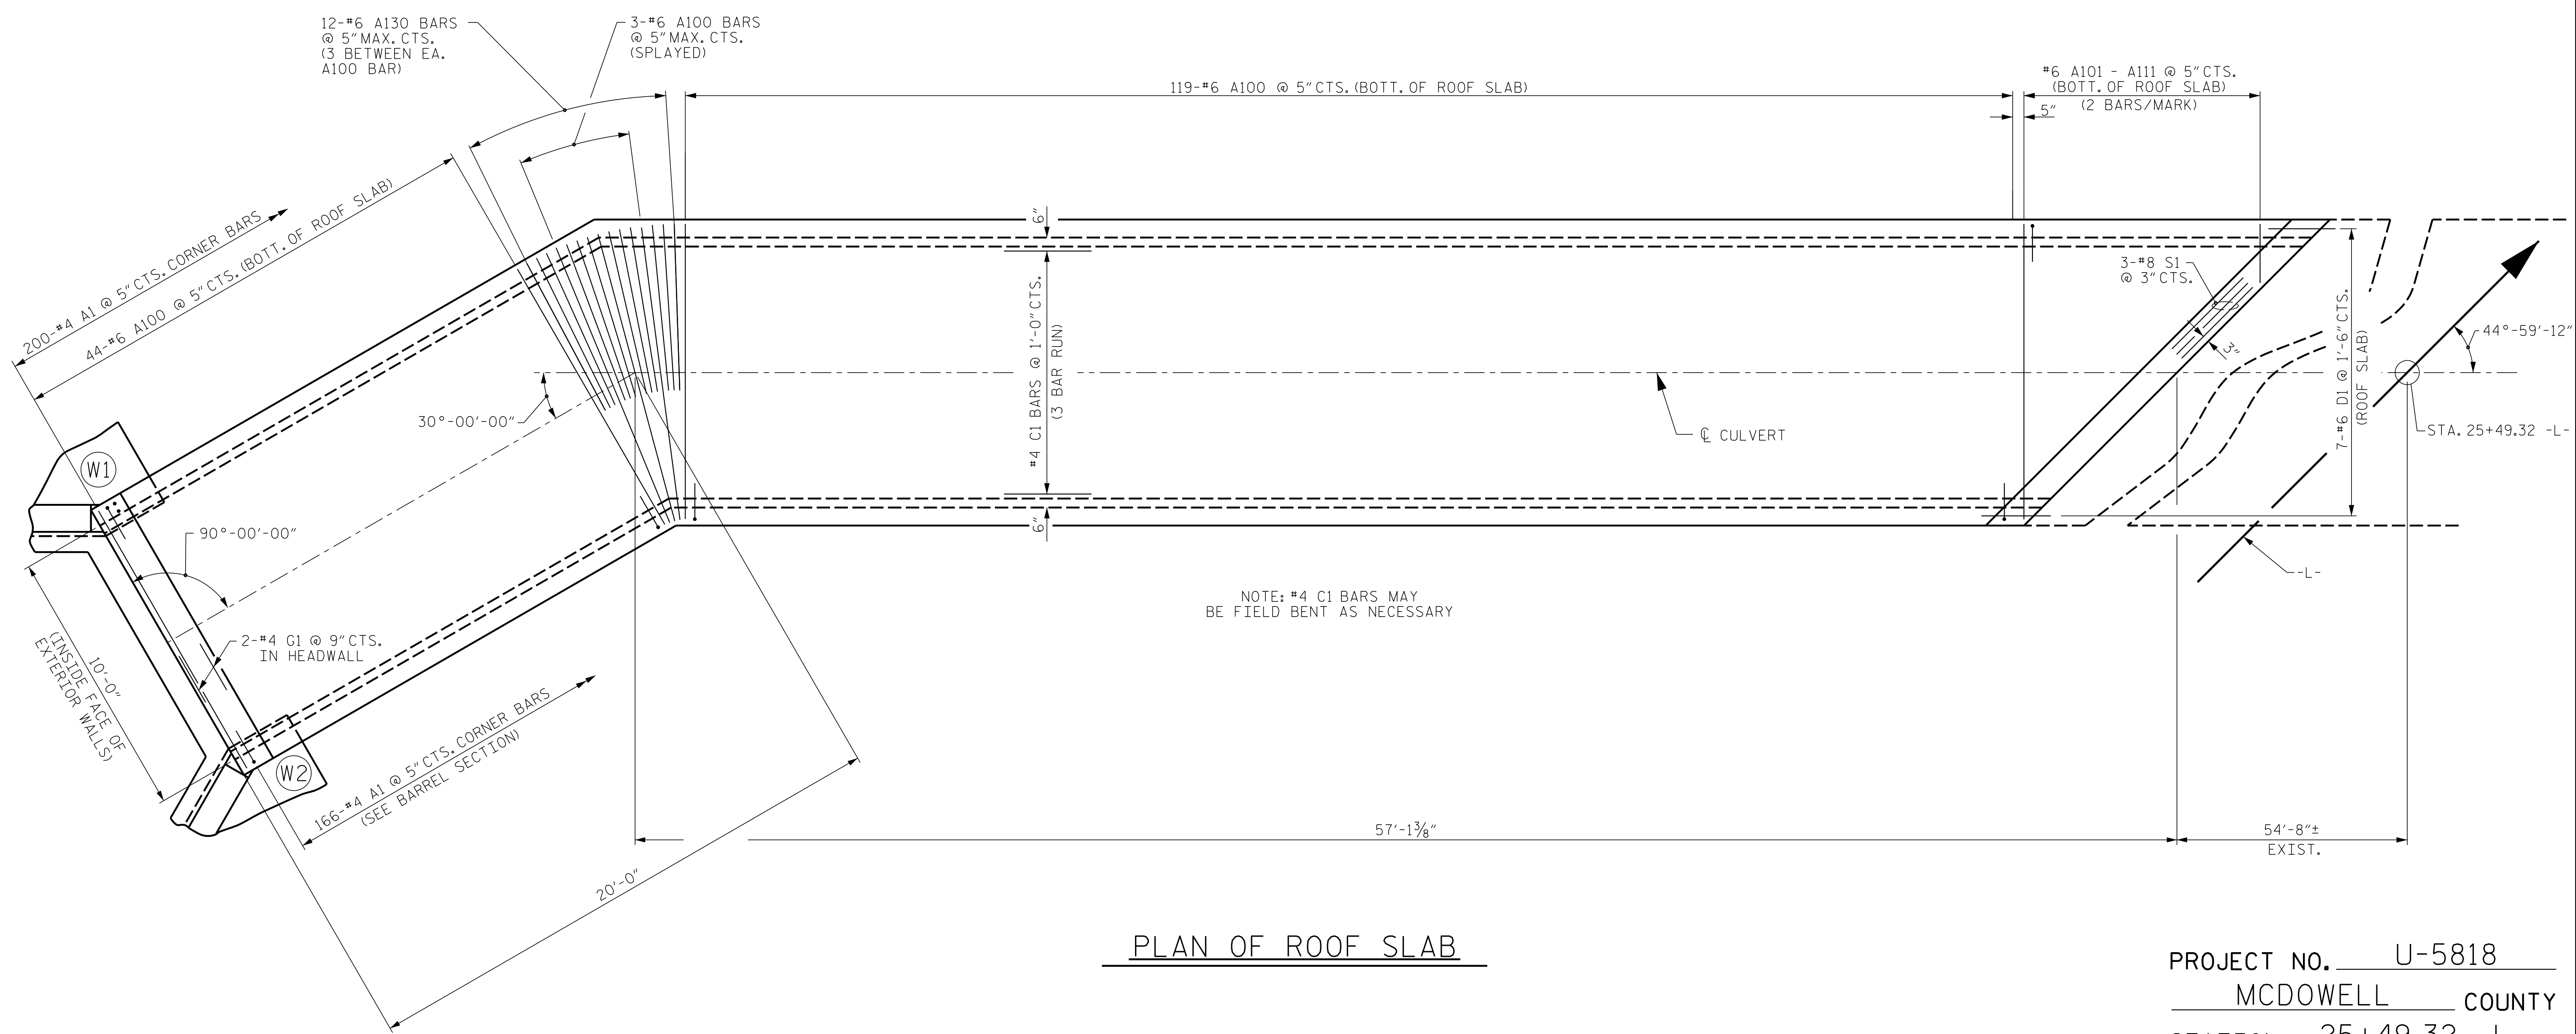 12-#6 A130 BARS
@ 5" MAX. CTS.
(3 BETWEEN EA.
A100 BAR)
3-#6 A100 BARS
@ 5" MAX. CTS.
(SPLAYED)
119-#6 A100 @ 5" CTS. (BOTT. OF ROOF SLAB)
#6 A101 - A111 @ 5" CTS.
(BOTT. OF ROOF SLAB)
(2 BARS/MARK)
5"
200-#4 A1 @ 5" CTS. CORNER BARS
44-#6 A100 @ 5" CTS. (BOTT. OF ROOF SLAB)
6"
3-#8 S1
@ 3" CTS.
3"
#4 C1 BARS @ 1'-0" CTS.
(3 BAR RUN)
7-#6 D1 @ 1'-6" CTS.
(ROOF SLAB)
44°-59'-12"
30°-00'-00"
℄ CULVERT
STA. 25+49.32 -L-
W1
90°-00'-00"
6"
-L-
NOTE: #4 C1 BARS MAY
BE FIELD BENT AS NECESSARY
2-#4 G1 @ 9" CTS.
IN HEADWALL
10'-0"
(INSIDE FACE OF
EXTERIOR WALLS)
W2
166-#4 A1 @ 5" CTS. CORNER BARS
(SEE BARREL SECTION)
57'-1⅜"
54'-8"±
EXIST.
20'-0"
PLAN OF ROOF SLAB
PROJECT NO. U-5818
MCDOWELL COUNTY